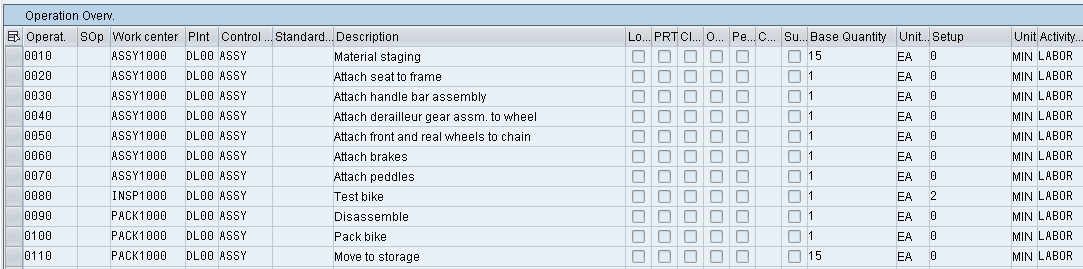 Operation Overv.
Operat. SOp Work center Plnt Control ... Standard... Description Lo... PRT Cl... O... Pe... C... Su... Base Quantity Unit... Setup Unit Activity...
0010 ASSY1000 DL00 ASSY Material staging 15 EA 0 MIN LABOR
0020 ASSY1000 DL00 ASSY Attach seat to frame 1 EA 0 MIN LABOR
0030 ASSY1000 DL00 ASSY Attach handle bar assembly 1 EA 0 MIN LABOR
0040 ASSY1000 DL00 ASSY Attach derailleur gear assm. to wheel 1 EA 0 MIN LABOR
0050 ASSY1000 DL00 ASSY Attach front and real wheels to chain 1 EA 0 MIN LABOR
0060 ASSY1000 DL00 ASSY Attach brakes 1 EA 0 MIN LABOR
0070 ASSY1000 DL00 ASSY Attach peddles 1 EA 0 MIN LABOR
0080 INSP1000 DL00 ASSY Test bike 1 EA 2 MIN LABOR
0090 PACK1000 DL00 ASSY Disassemble 1 EA 0 MIN LABOR
0100 PACK1000 DL00 ASSY Pack bike 1 EA 0 MIN LABOR
0110 PACK1000 DL00 ASSY Move to storage 15 EA 0 MIN LABOR